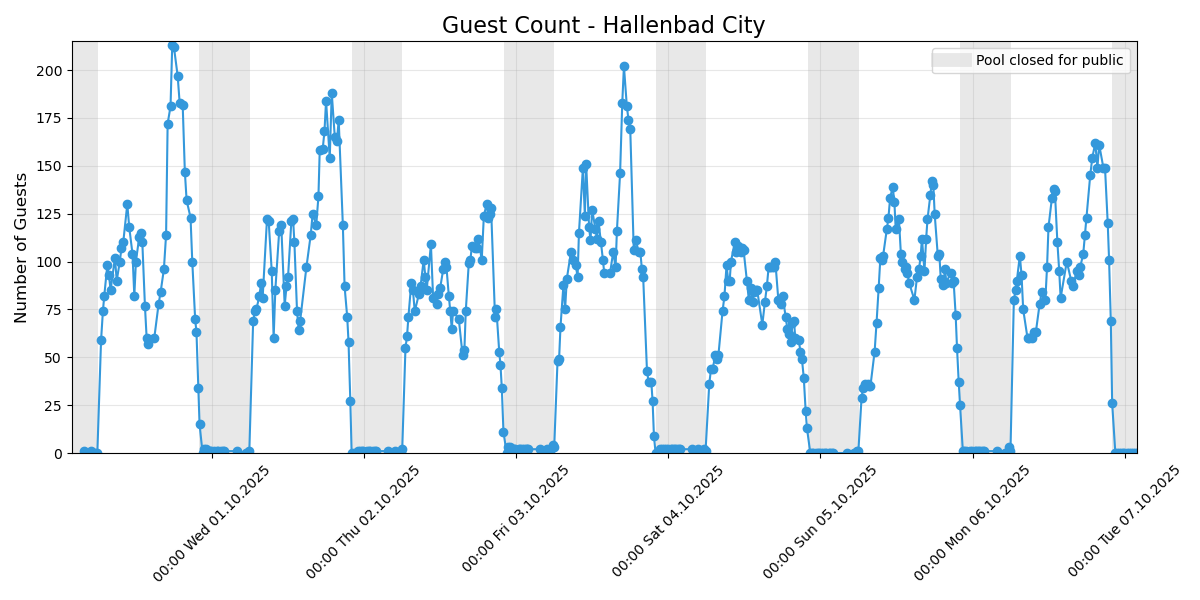 Guest Count - Hallenbad City
Pool closed for public
Number of Guests
200
175
150
125
100
75
50
25
0
00:00 Wed 01.10.2025
00:00 Thu 02.10.2025
00:00 Fri 03.10.2025
00:00 Sat 04.10.2025
00:00 Sun 05.10.2025
00:00 Mon 06.10.2025
00:00 Tue 07.10.2025